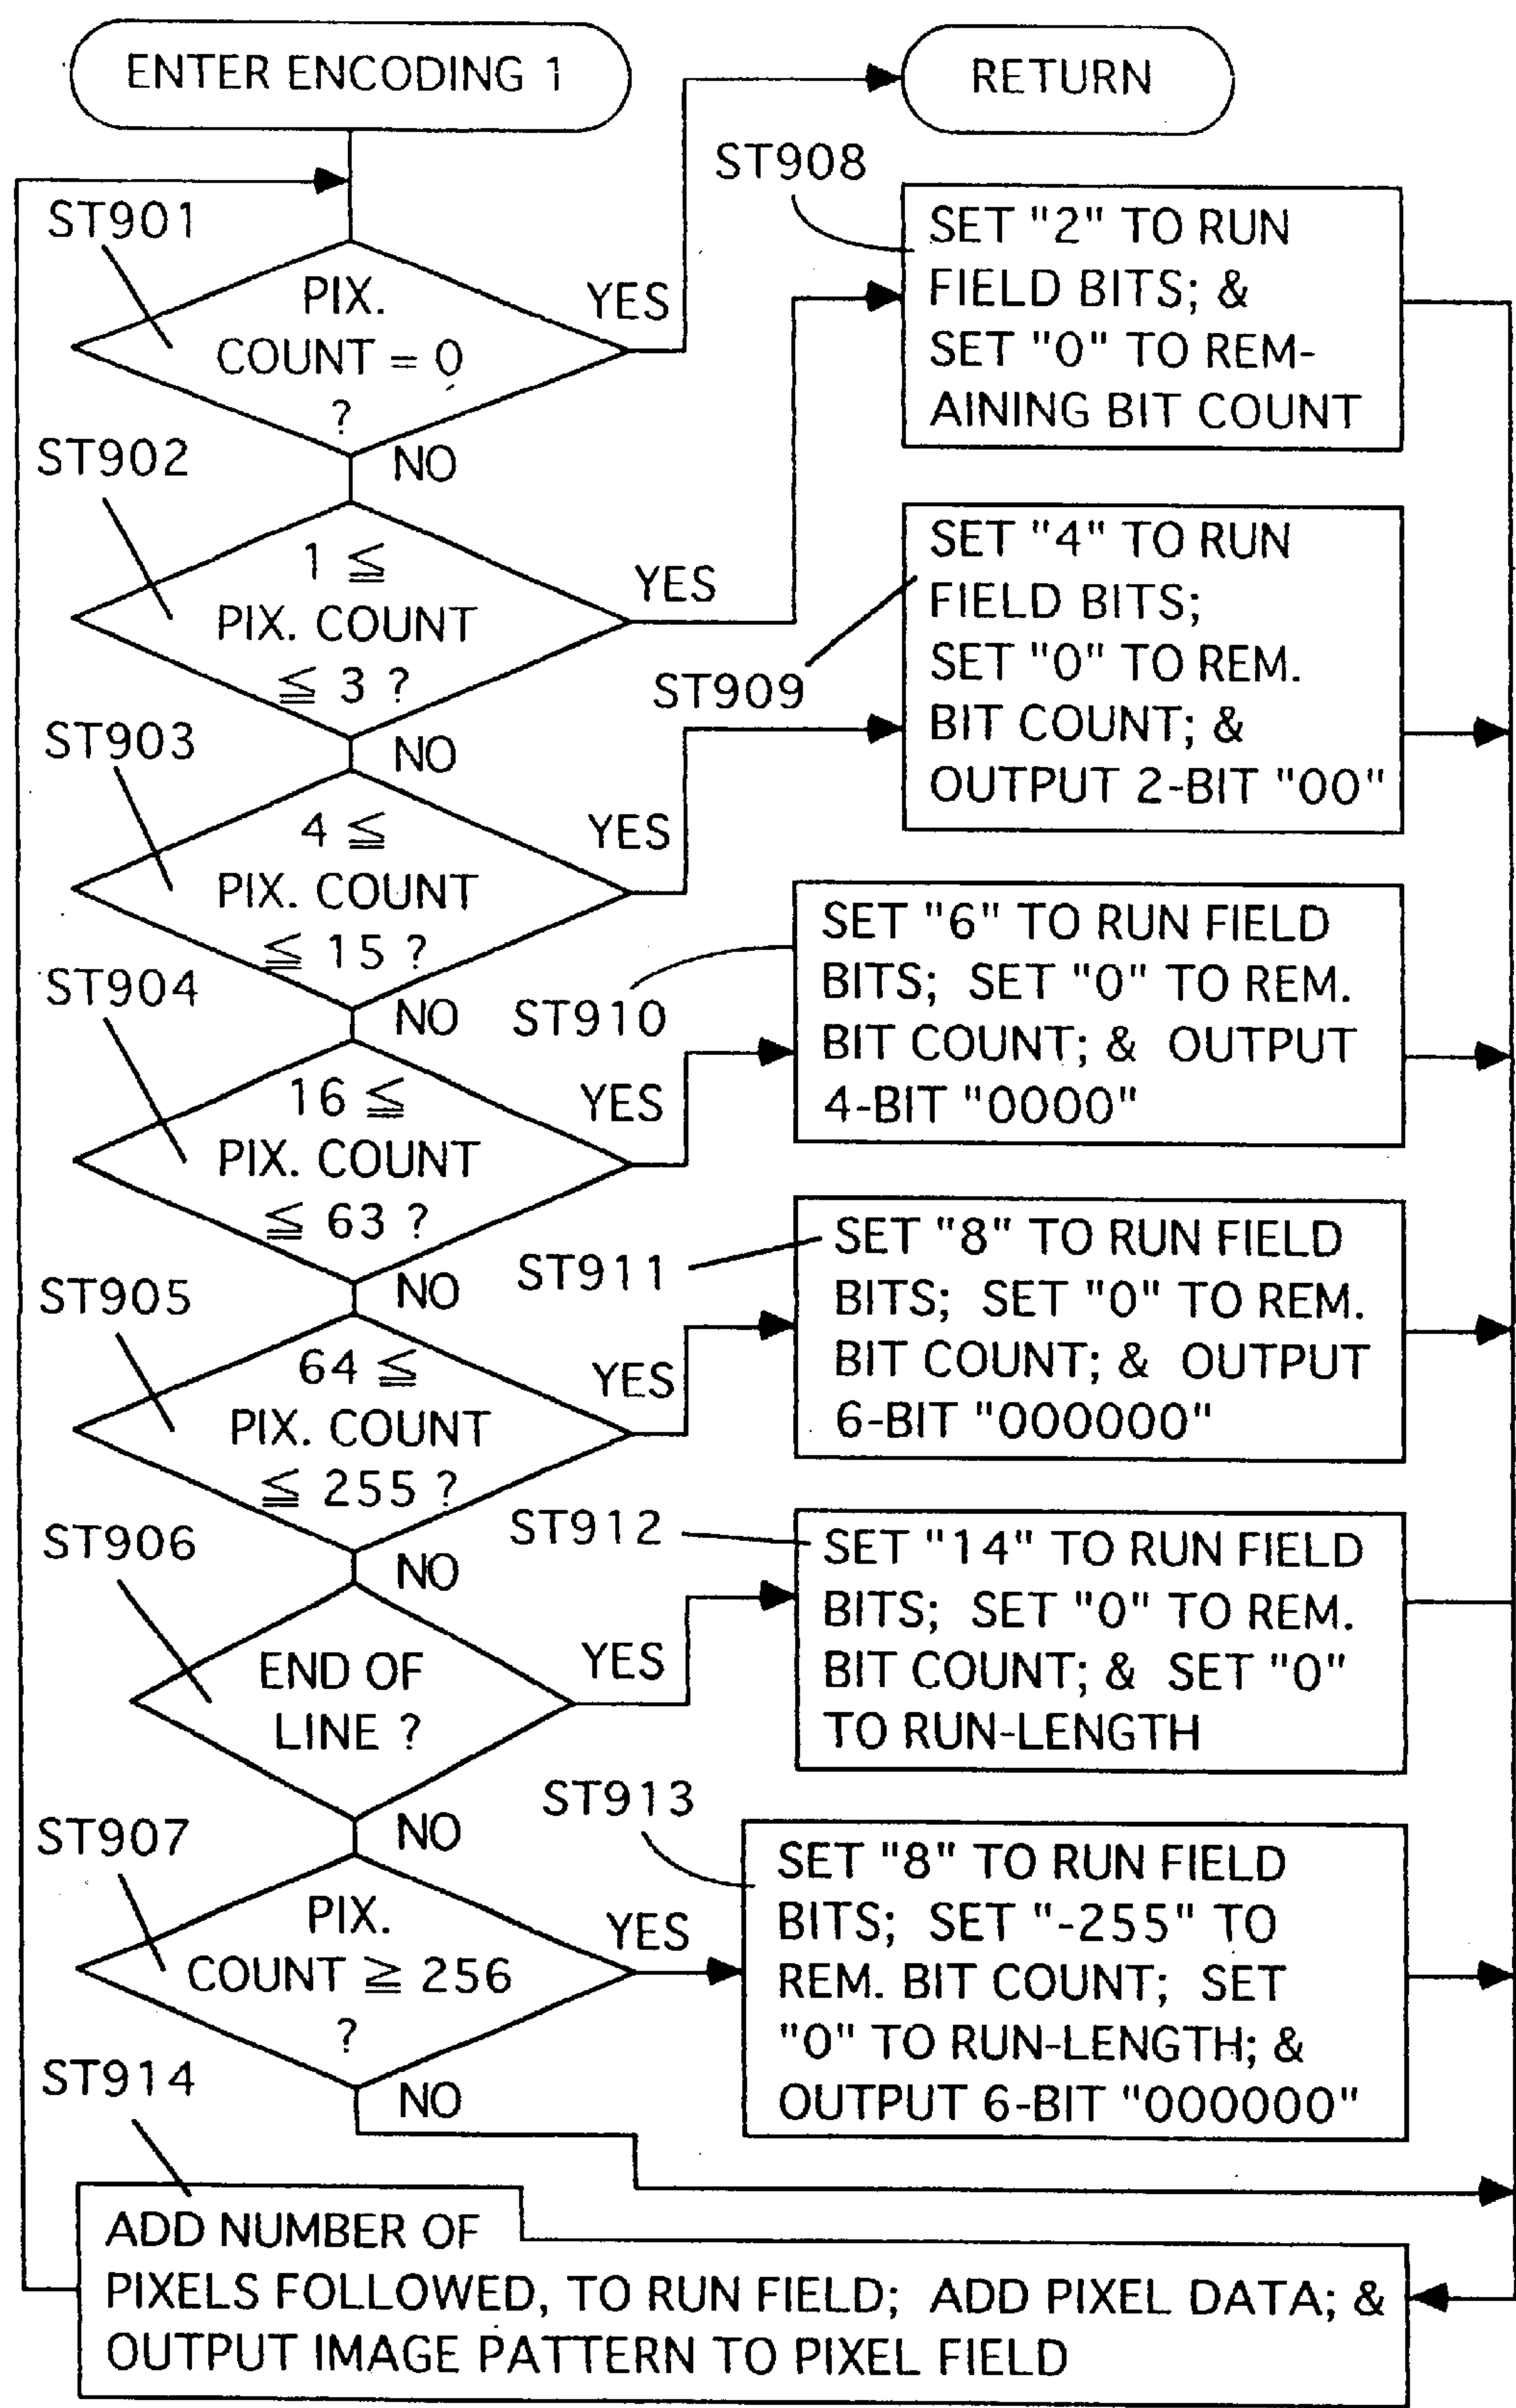 ENTER ENCODING 1
RETURN
ST901
PIX.
COUNT = 0
?
YES
NO
ST908
SET "2" TO RUN
FIELD BITS; &
SET "0" TO REM-
AINING BIT COUNT
ST902
1 ≦
PIX. COUNT
≦ 3 ?
YES
NO
ST909
SET "4" TO RUN
FIELD BITS;
SET "0" TO REM.
BIT COUNT; &
OUTPUT 2-BIT "00"
ST903
4 ≦
PIX. COUNT
≦ 15 ?
YES
NO
ST910
SET "6" TO RUN FIELD
BITS; SET "0" TO REM.
BIT COUNT; & OUTPUT
4-BIT "0000"
ST904
16 ≦
PIX. COUNT
≦ 63 ?
YES
NO
ST911
SET "8" TO RUN FIELD
BITS; SET "0" TO REM.
BIT COUNT; & OUTPUT
6-BIT "000000"
ST905
64 ≦
PIX. COUNT
≦ 255 ?
YES
NO
ST912
SET "14" TO RUN FIELD
BITS; SET "0" TO REM.
BIT COUNT; & SET "0"
TO RUN-LENGTH
ST906
END OF
LINE ?
YES
NO
ST913
SET "8" TO RUN FIELD
BITS; SET "-255" TO
REM. BIT COUNT; SET
"0" TO RUN-LENGTH; &
OUTPUT 6-BIT "000000"
ST907
PIX.
COUNT ≧ 256
?
YES
NO
ST914
ADD NUMBER OF
PIXELS FOLLOWED, TO RUN FIELD; ADD PIXEL DATA; &
OUTPUT IMAGE PATTERN TO PIXEL FIELD